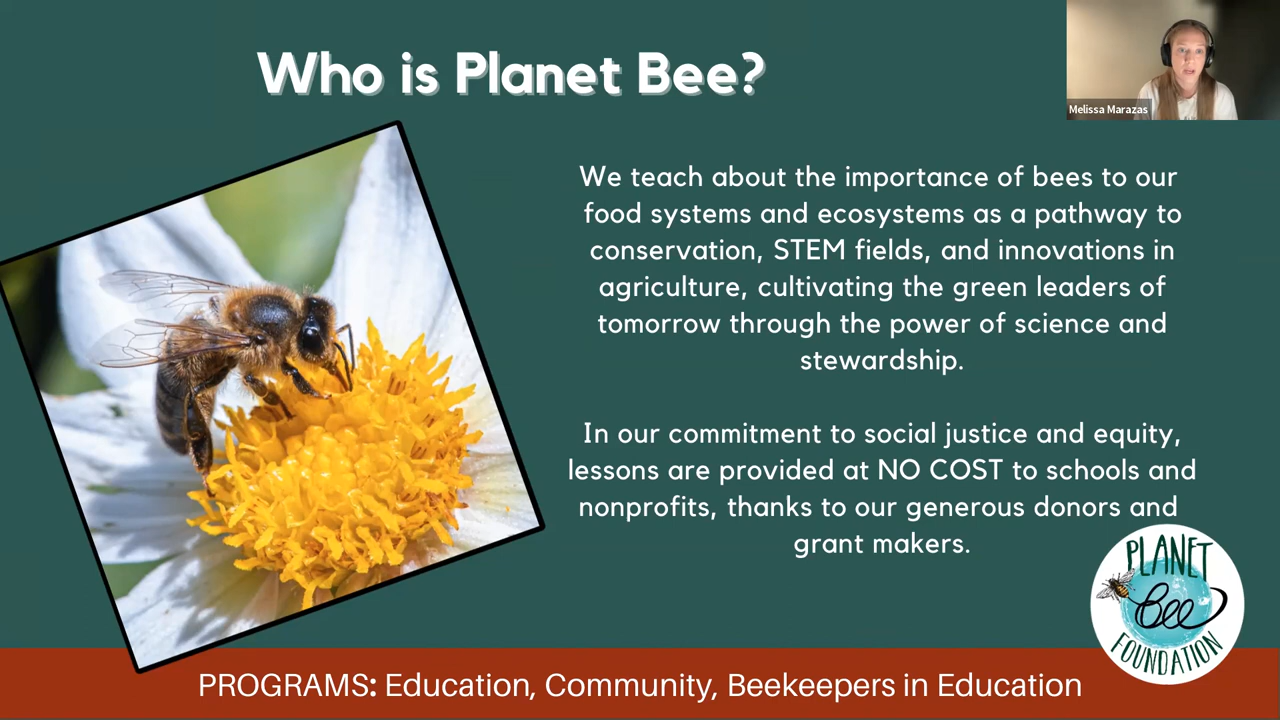 Who is Planet Bee?
Melissa Marazas
We teach about the importance of bees to our
food systems and ecosystems as a pathway to
conservation, STEM fields, and innovations in
agriculture, cultivating the green leaders of
tomorrow through the power of science and
stewardship.
In our commitment to social justice and equity,
lessons are provided at NO COST to schools and
nonprofits, thanks to our generous donors and
grant makers.
PLANET
Bee
FOUNDATION
PROGRAMS: Education, Community, Beekeepers in Education